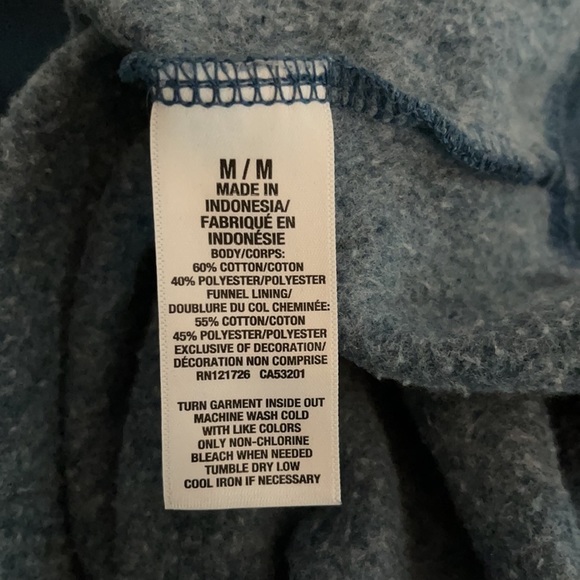 M / M
MADE IN
INDONESIA/
FABRIQUÉ EN
INDONÉSIE
BODY/CORPS:
60% COTTON/COTON
40% POLYESTER/POLYESTER
FUNNEL LINING/
DOUBLURE DU COL CHEMINÉE:
55% COTTON/COTON
45% POLYESTER/POLYESTER
EXCLUSIVE OF DECORATION/
DÉCORATION NON COMPRISE
RN121726 CA53201
TURN GARMENT INSIDE OUT
MACHINE WASH COLD
WITH LIKE COLORS
ONLY NON-CHLORINE
BLEACH WHEN NEEDED
TUMBLE DRY LOW
COOL IRON IF NECESSARY